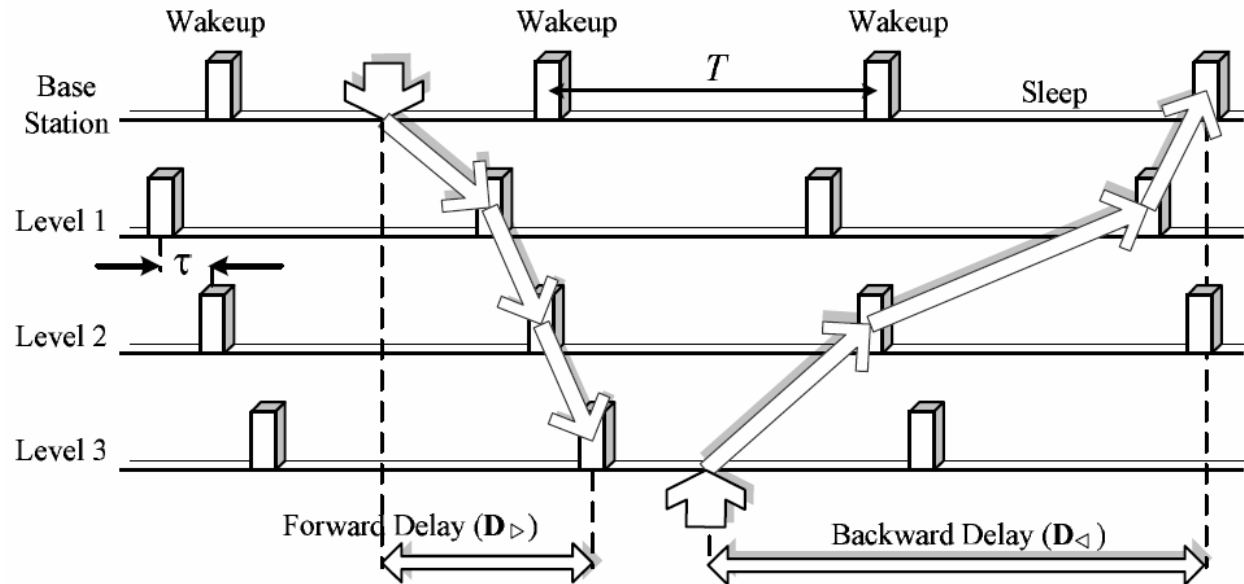 Wakeup Wakeup Wakeup
T
Base
Station
Sleep
Level 1
τ
Level 2
Level 3
Forward Delay (D▷)
Backward Delay (D◁)